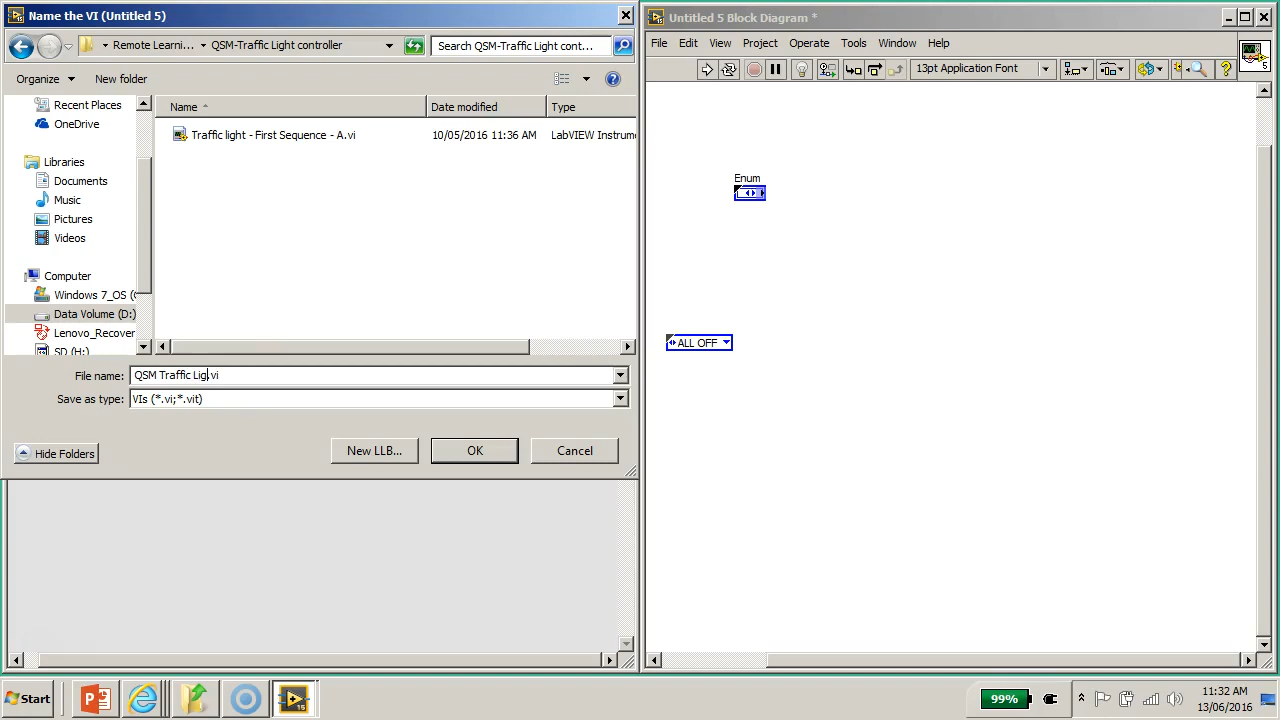 Name the VI (Untitled 5)
Remote Learni... QSM-Traffic Light controller
Search QSM-Traffic Light cont...
Organize New folder
Recent Places
OneDrive
Libraries
Documents
Music
Pictures
Videos
Computer
Windows 7_OS (
Data Volume (D:)
Lenovo_Recover
SD (H:)
Name Date modified Type
Traffic light - First Sequence - A.vi 10/05/2016 11:36 AM LabVIEW Instrum
File name: QSM Traffic Lig.vi
Save as type: VIs (*.vi;*.vit)
Hide Folders New LLB... OK Cancel
Untitled 5 Block Diagram *
File Edit View Project Operate Tools Window Help
13pt Application Font
5
Enum
ALL OFF
Start
15
99%
11:32 AM
13/06/2016